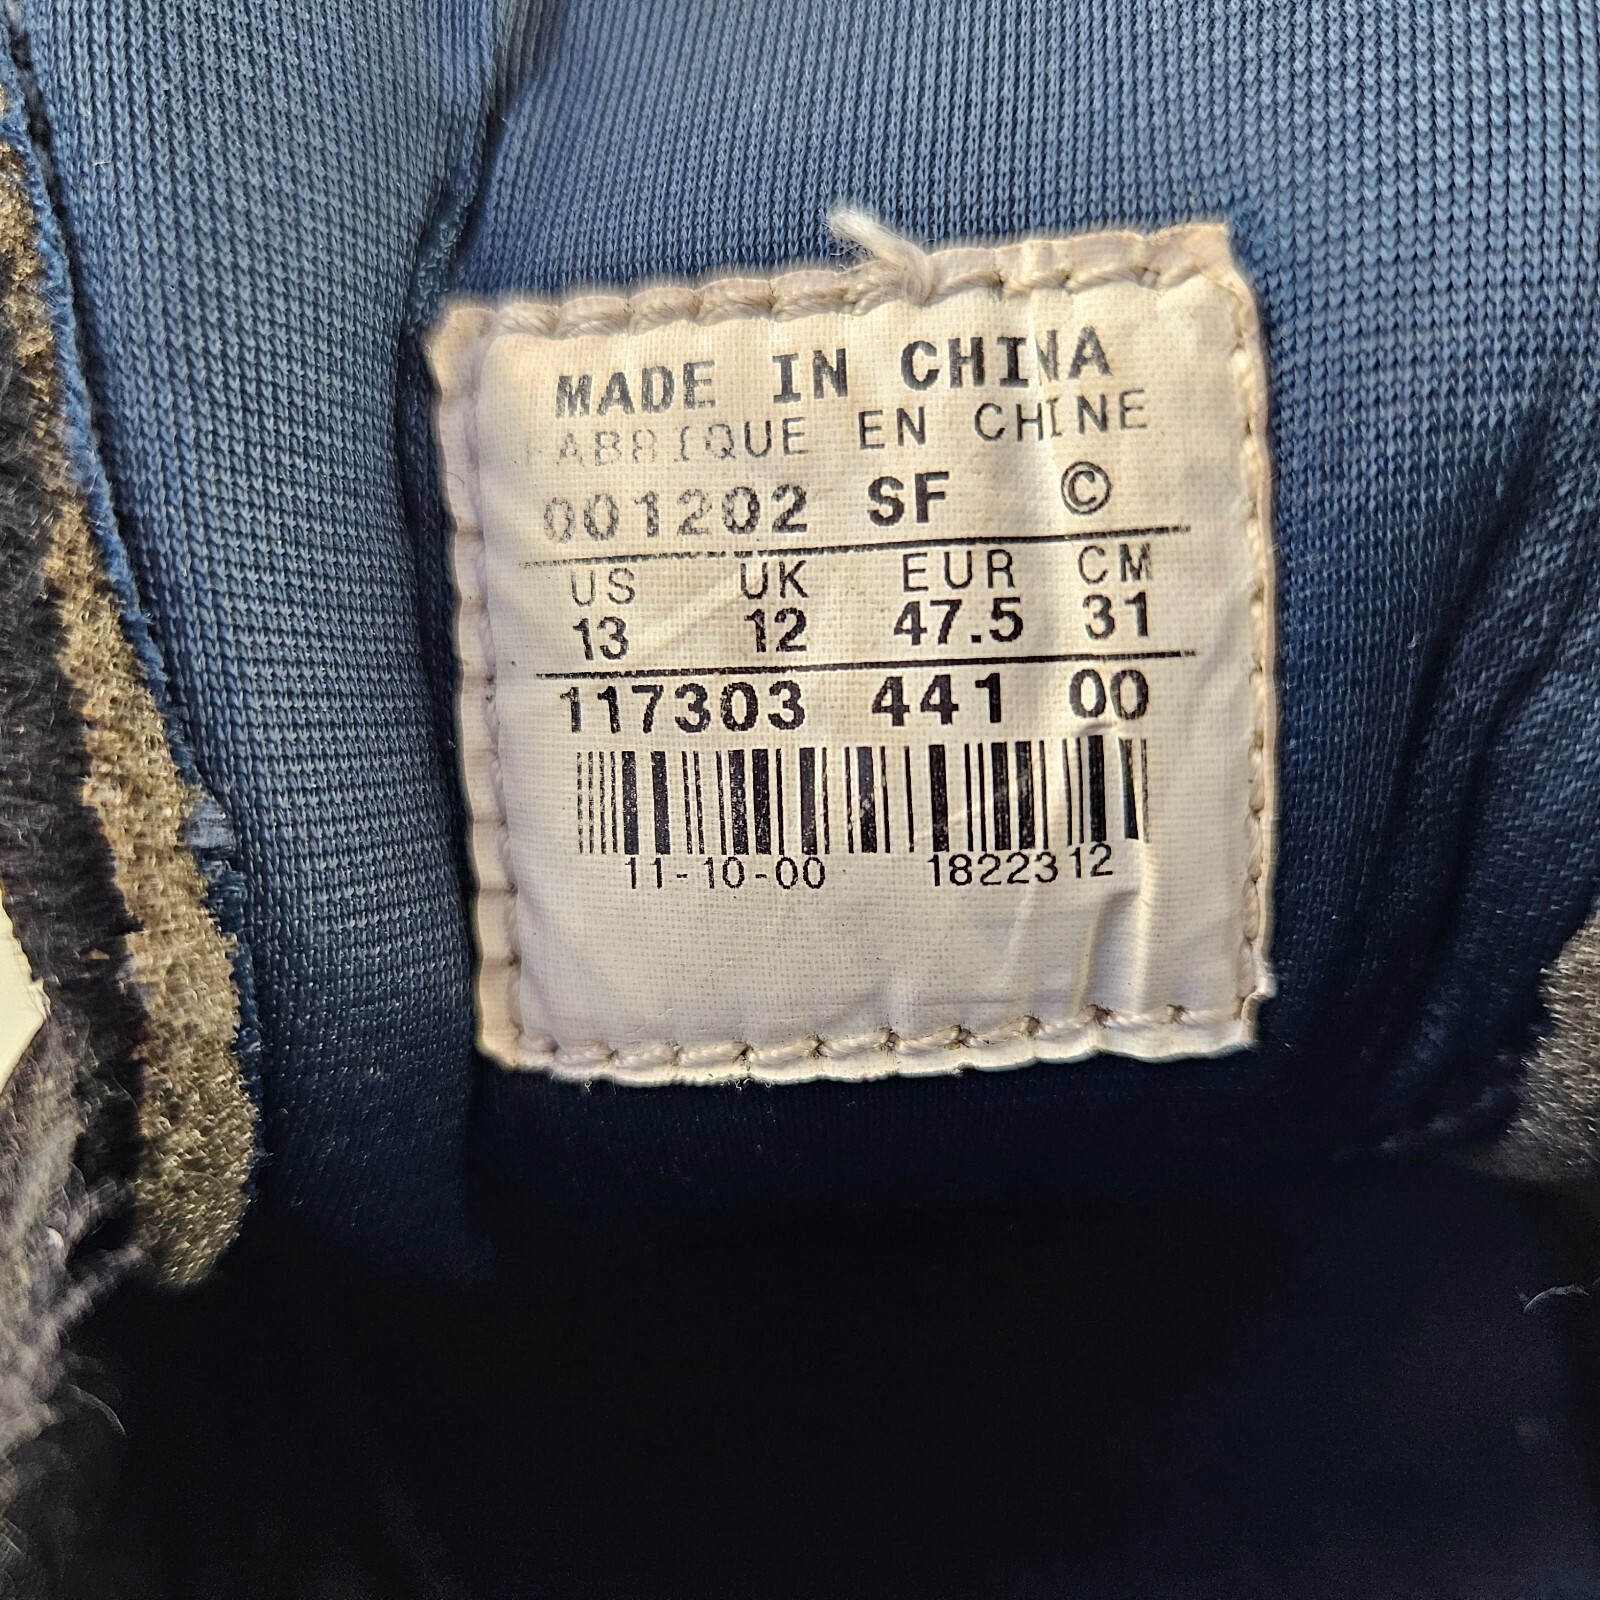 MADE IN CHINA
FABRIQUE EN CHINE
001202 SF ©
US UK EUR CM
13 12 47.5 31
117303 441 00
11-10-00 1822312